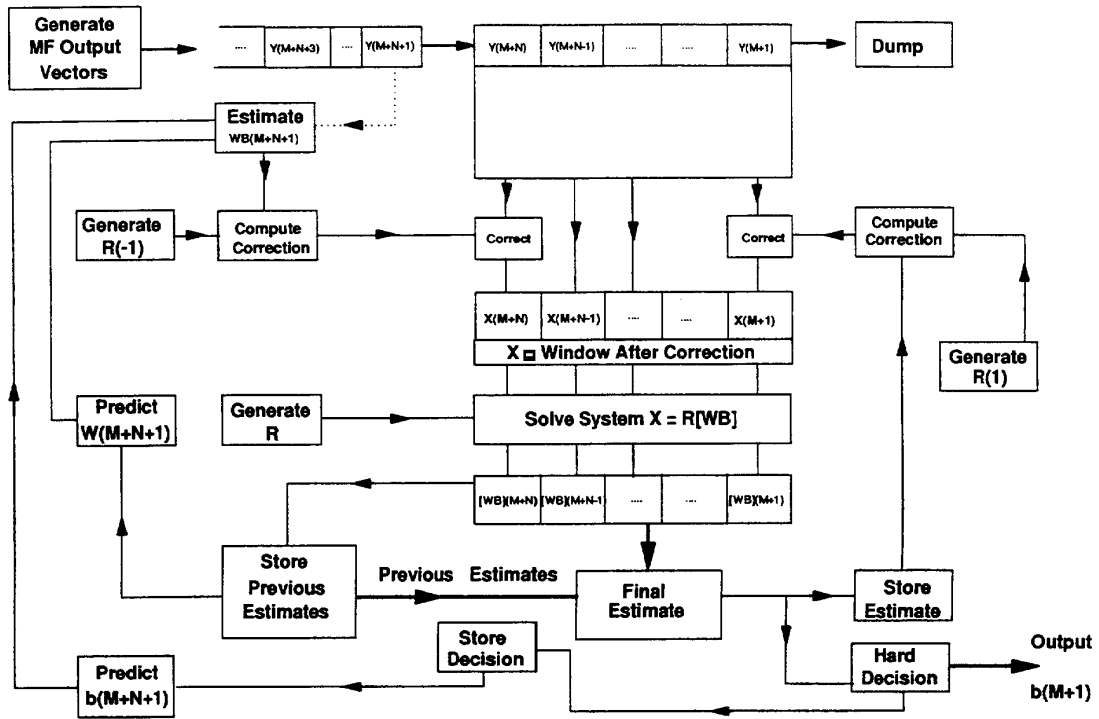 Generate
MF Output
Vectors
....
Y(M+N+3)
....
Y(M+N+1)
Y(M+N)
Y(M+N-1)
....
....
Y(M+1)
Dump
Estimate
WB(M+N+1)
Generate
R(-1)
Compute
Correction
Correct
Correct
Compute
Correction
X(M+N)
X(M+N-1)
....
....
X(M+1)
X = Window After Correction
Generate
R(1)
Predict
W(M+N+1)
Generate
R
Solve System X = R[WB]
[WB](M+N)
[WB](M+N-1)
....
....
[WB](M+1)
Store
Previous
Estimates
Previous Estimates
Final
Estimate
Store
Estimate
Store
Decision
Hard
Decision
Output
b(M+1)
Predict
b(M+N+1)